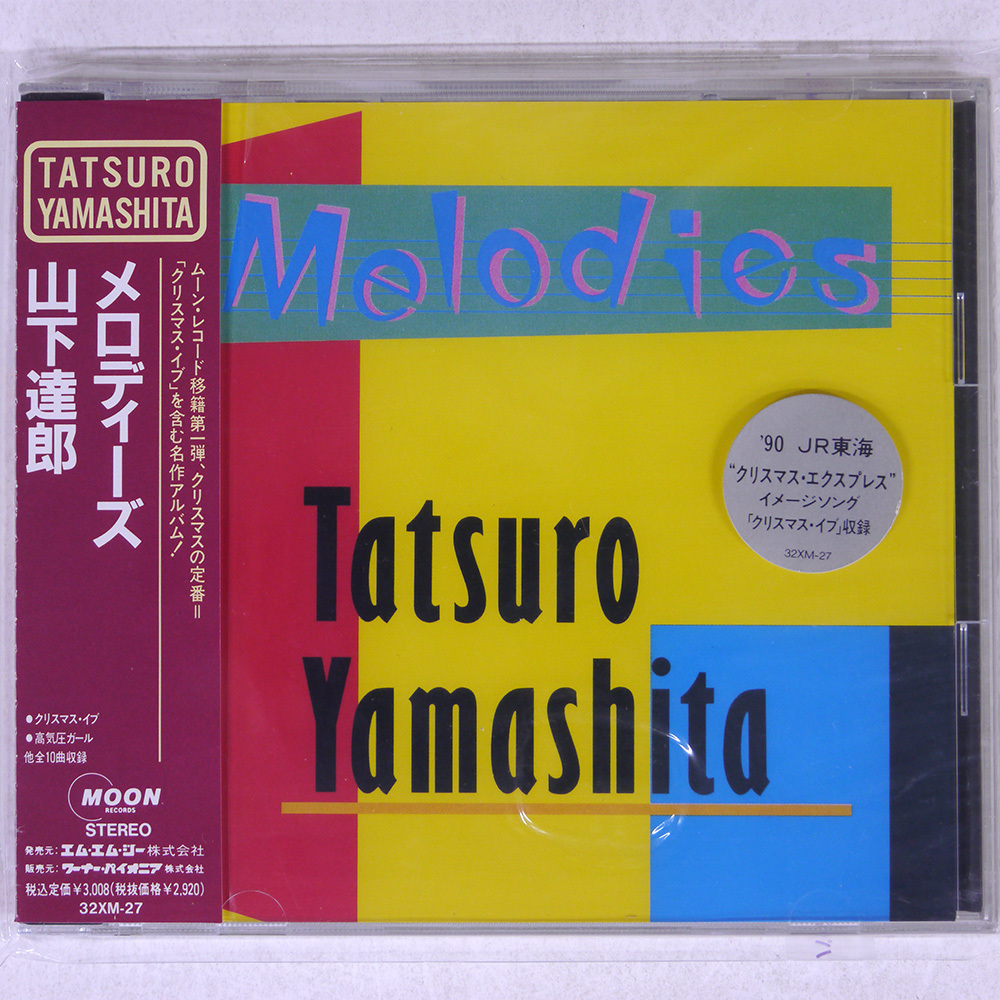 TATSURO
YAMASHITA
メロディーズ
山下達郎
ムーン・レコード移籍第一弾、クリスマスの定番＝
「クリスマス・イブ」を含む名作アルバム！
●クリスマス・イブ
●高気圧ガール
他全10曲収録
MOON
RECORDS
STEREO
発売元:エム・エム・ジー株式会社
販売元:ワーナー・パイオニア株式会社
税込定価¥3,008(税抜価格¥2,920)
32XM-27
Melodies
'90 JR東海
“クリスマス・エクスプレス”
イメージソング
「クリスマス・イブ」収録
32XM-27
Tatsuro
Yamashita